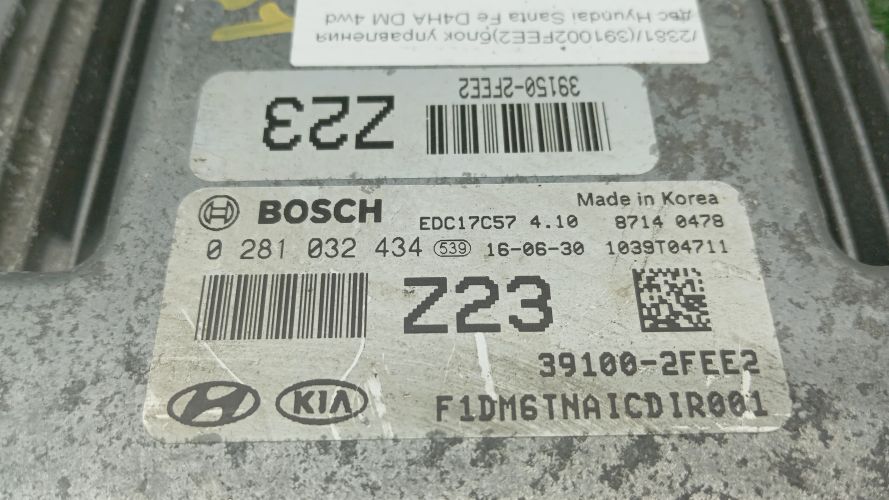 /2381/(391002FEE2)блок управления
двс Hyundai Santa Fe D4HA DM 4wd
39150-2FEE2
Z23
BOSCH
EDC17C57 4.10
Made in Korea
8714 0478
0 281 032 434 539 16-06-30 1039T04711
Z23
39100-2FEE2
KIA
F1DM6TNAICDIR001